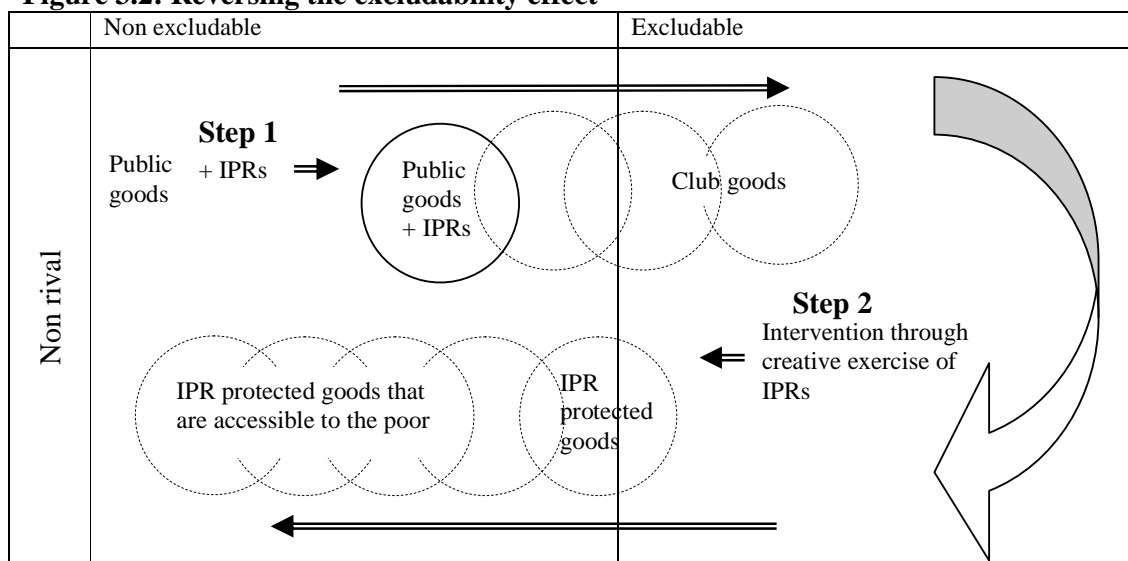 Figure 3.2: Reversing the excludability effect
Non excludable
Excludable
Non rival
Public
goods
Step 1
+ IPRs
Public
goods
+ IPRs
Club goods
Step 2
Intervention through
creative exercise of
IPRs
IPR protected goods that
are accessible to the poor
IPR
protected
goods